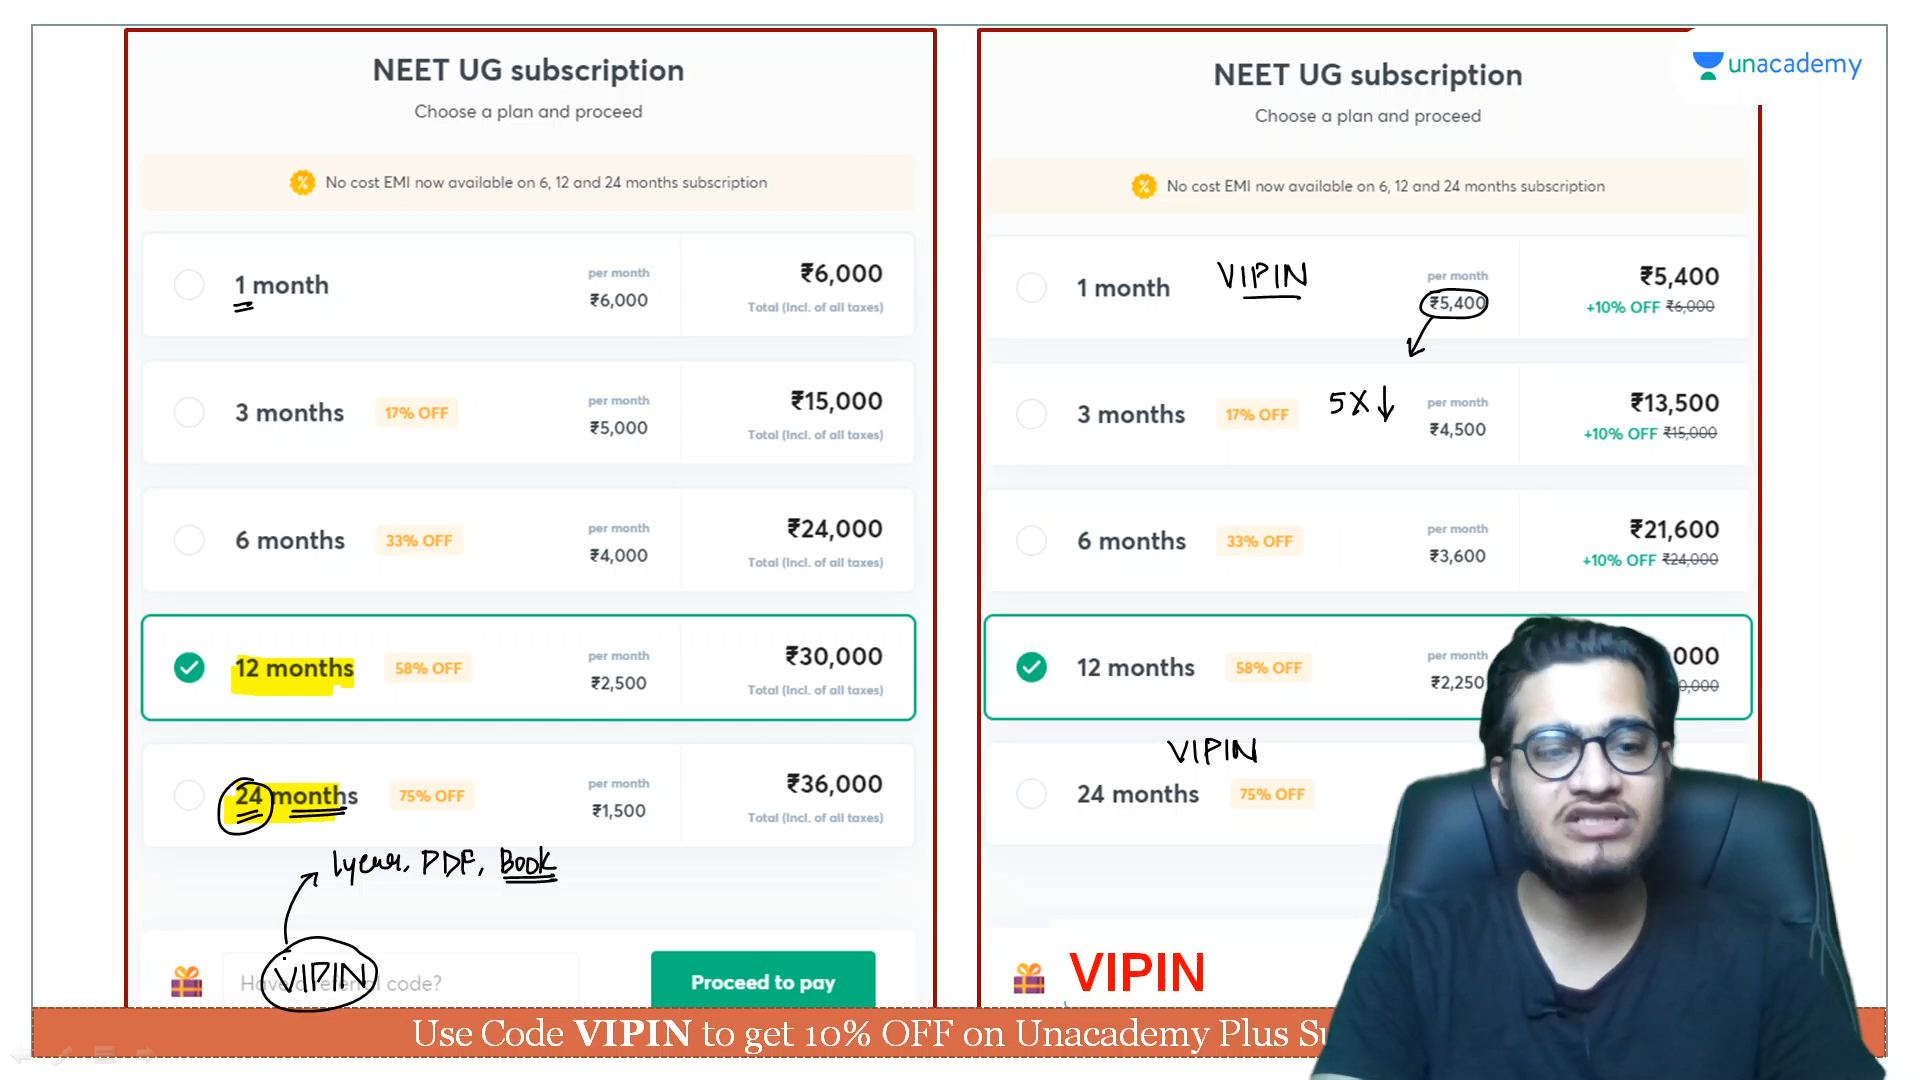 NEET UG subscription
Choose a plan and proceed
No cost EMI now available on 6, 12 and 24 months subscription
1 month
per month
₹6,000
₹6,000
Total (Incl. of all taxes)
3 months
17% OFF
per month
₹5,000
₹15,000
Total (Incl. of all taxes)
6 months
33% OFF
per month
₹4,000
₹24,000
Total (Incl. of all taxes)
12 months
58% OFF
per month
₹2,500
₹30,000
Total (Incl. of all taxes)
24 months
75% OFF
per month
₹1,500
₹36,000
Total (Incl. of all taxes)
1 year, PDF, Book
VIPIN
Have a referral code?
Proceed to pay
unacademy
NEET UG subscription
Choose a plan and proceed
No cost EMI now available on 6, 12 and 24 months subscription
1 month
VIPIN
per month
₹5,400
₹5,400
+10% OFF ₹6,000
3 months
17% OFF
5X↓
per month
₹4,500
₹13,500
+10% OFF ₹15,000
6 months
33% OFF
per month
₹3,600
₹21,600
+10% OFF ₹24,000
12 months
58% OFF
per month
₹2,250
000
0,000
VIPIN
24 months
75% OFF
VIPIN
Use Code VIPIN to get 10% OFF on Unacademy Plus